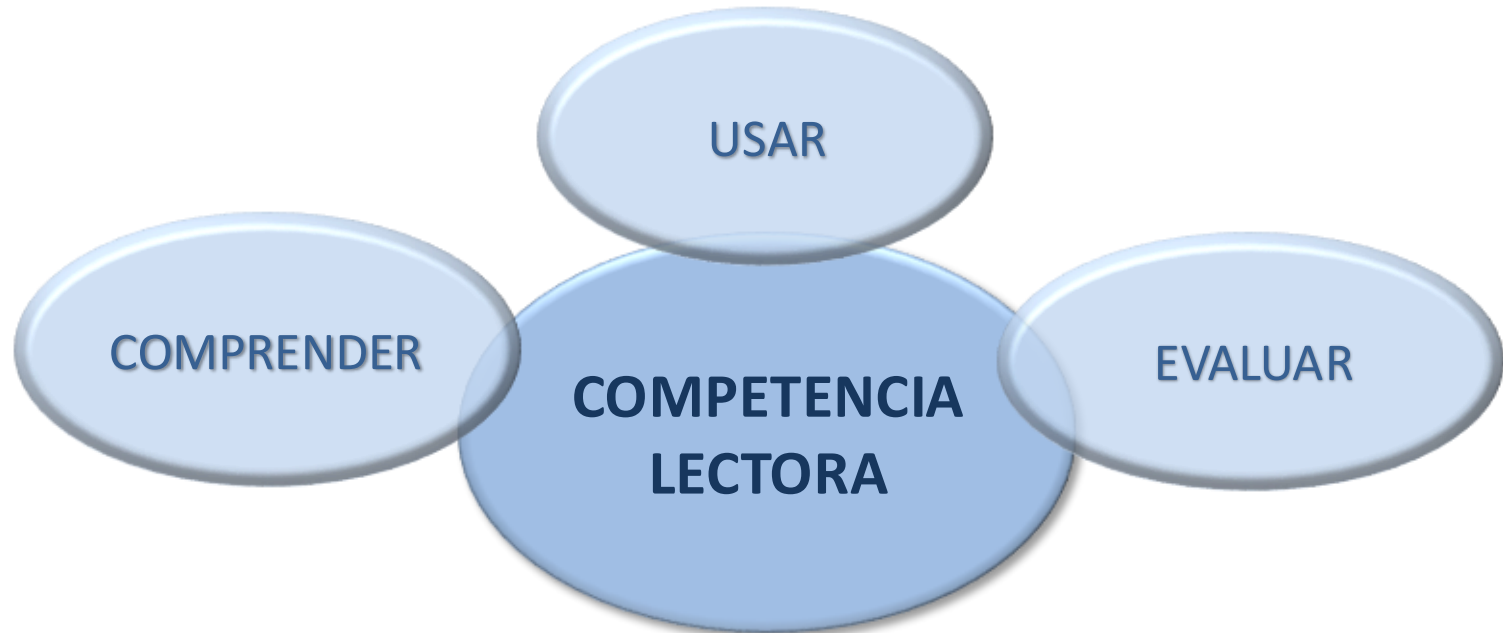 USAR
COMPRENDER
EVALUAR
COMPETENCIA
LECTORA